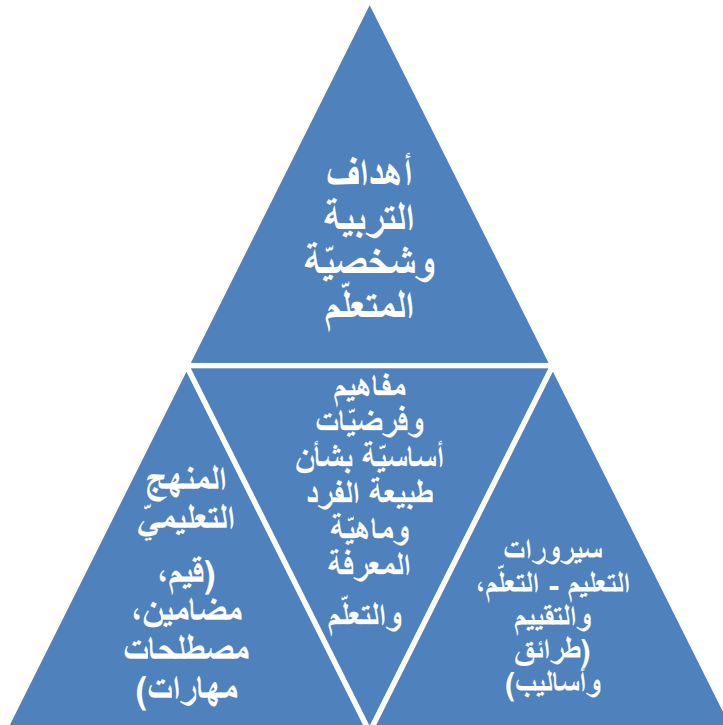 أهداف
التربية
وشخصيّة
المتعلّم
مفاهيم
وفرضيّات
أساسيّة بشأن
طبيعة الفرد
وماهيّة
المعرفة
والتعلّم
المنهج
التعليميّ
(قيم،
مضامين،
مصطلحات
مهارات)
سيرورات
التعليم - التعلّم،
والتقييم
(طرائق
وأساليب)